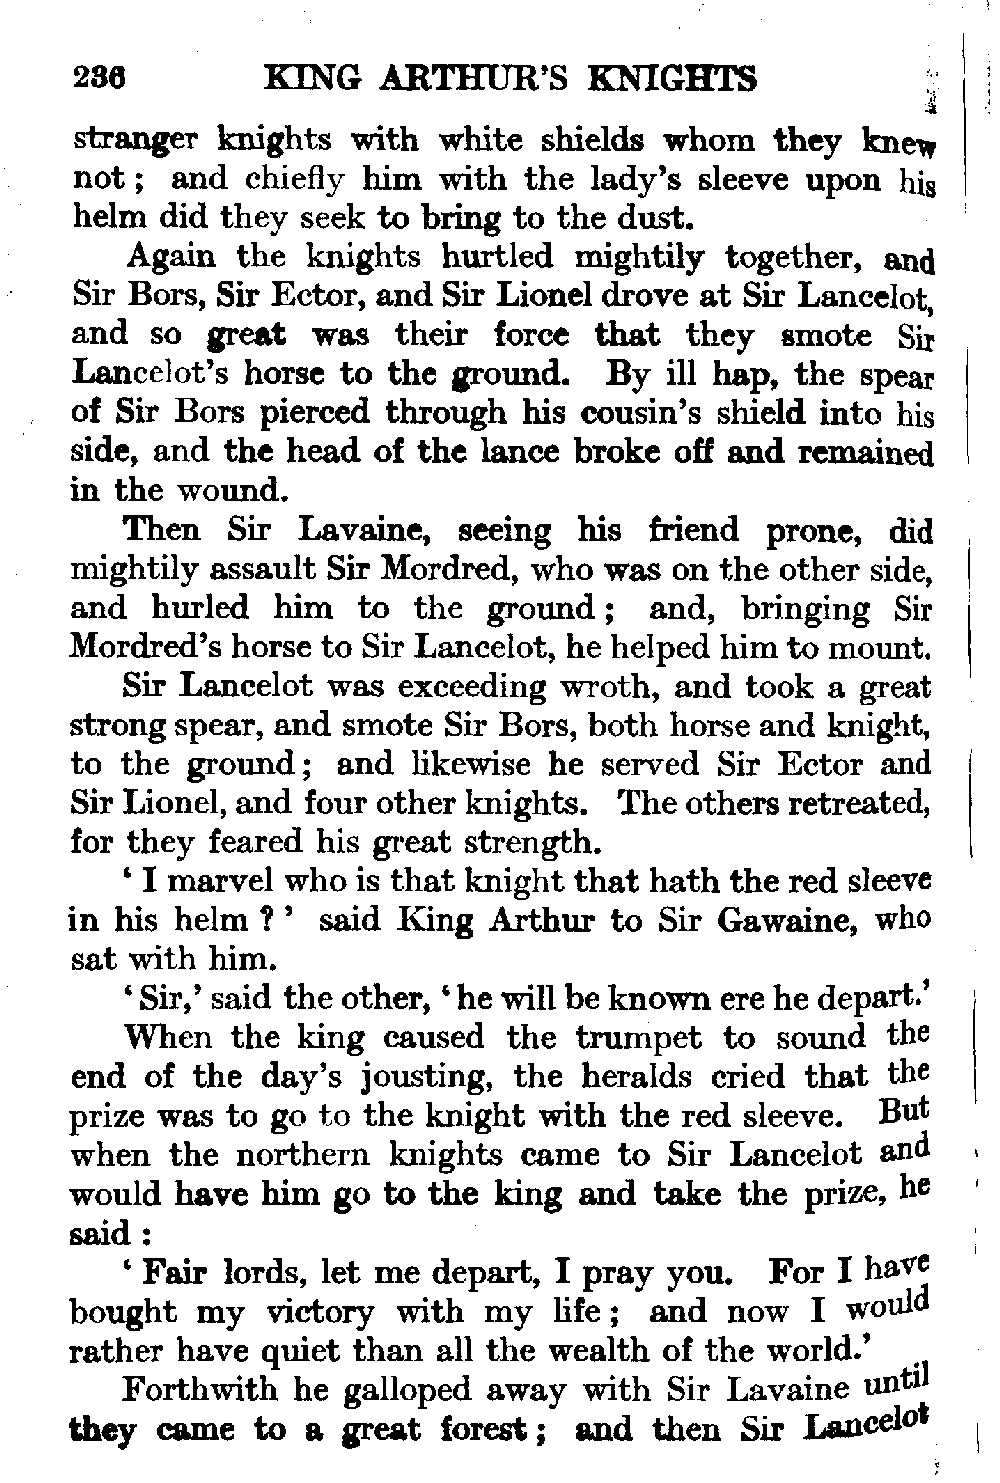 236 KING ARTHUR'S KNIGHTS
stranger knights with white shields whom they knew
not ; and chiefly him with the lady's sleeve upon his
helm did they seek to bring to the dust.
Again the knights hurtled mightily together, and
Sir Bors, Sir Ector, and Sir Lionel drove at Sir Lancelot,
and so great was their force that they smote Sir
Lancelot's horse to the ground. By ill hap, the spear
of Sir Bors pierced through his cousin's shield into his
side, and the head of the lance broke off and remained
in the wound.
Then Sir Lavaine, seeing his friend prone, did
mightily assault Sir Mordred, who was on the other side,
and hurled him to the ground ; and, bringing Sir
Mordred's horse to Sir Lancelot, he helped him to mount.
Sir Lancelot was exceeding wroth, and took a great
strong spear, and smote Sir Bors, both horse and knight,
to the ground ; and likewise he served Sir Ector and
Sir Lionel, and four other knights. The others retreated,
for they feared his great strength.
' I marvel who is that knight that hath the red sleeve
in his helm ? ' said King Arthur to Sir Gawaine, who
sat with him.
' Sir,' said the other, ' he will be known ere he depart.'
When the king caused the trumpet to sound the
end of the day's jousting, the heralds cried that the
prize was to go to the knight with the red sleeve. But
when the northern knights came to Sir Lancelot and
would have him go to the king and take the prize, he
said :
' Fair lords, let me depart, I pray you. For I have
bought my victory with my life ; and now I would
rather have quiet than all the wealth of the world.'
Forthwith he galloped away with Sir Lavaine until
they came to a great forest ; and then Sir Lancelot